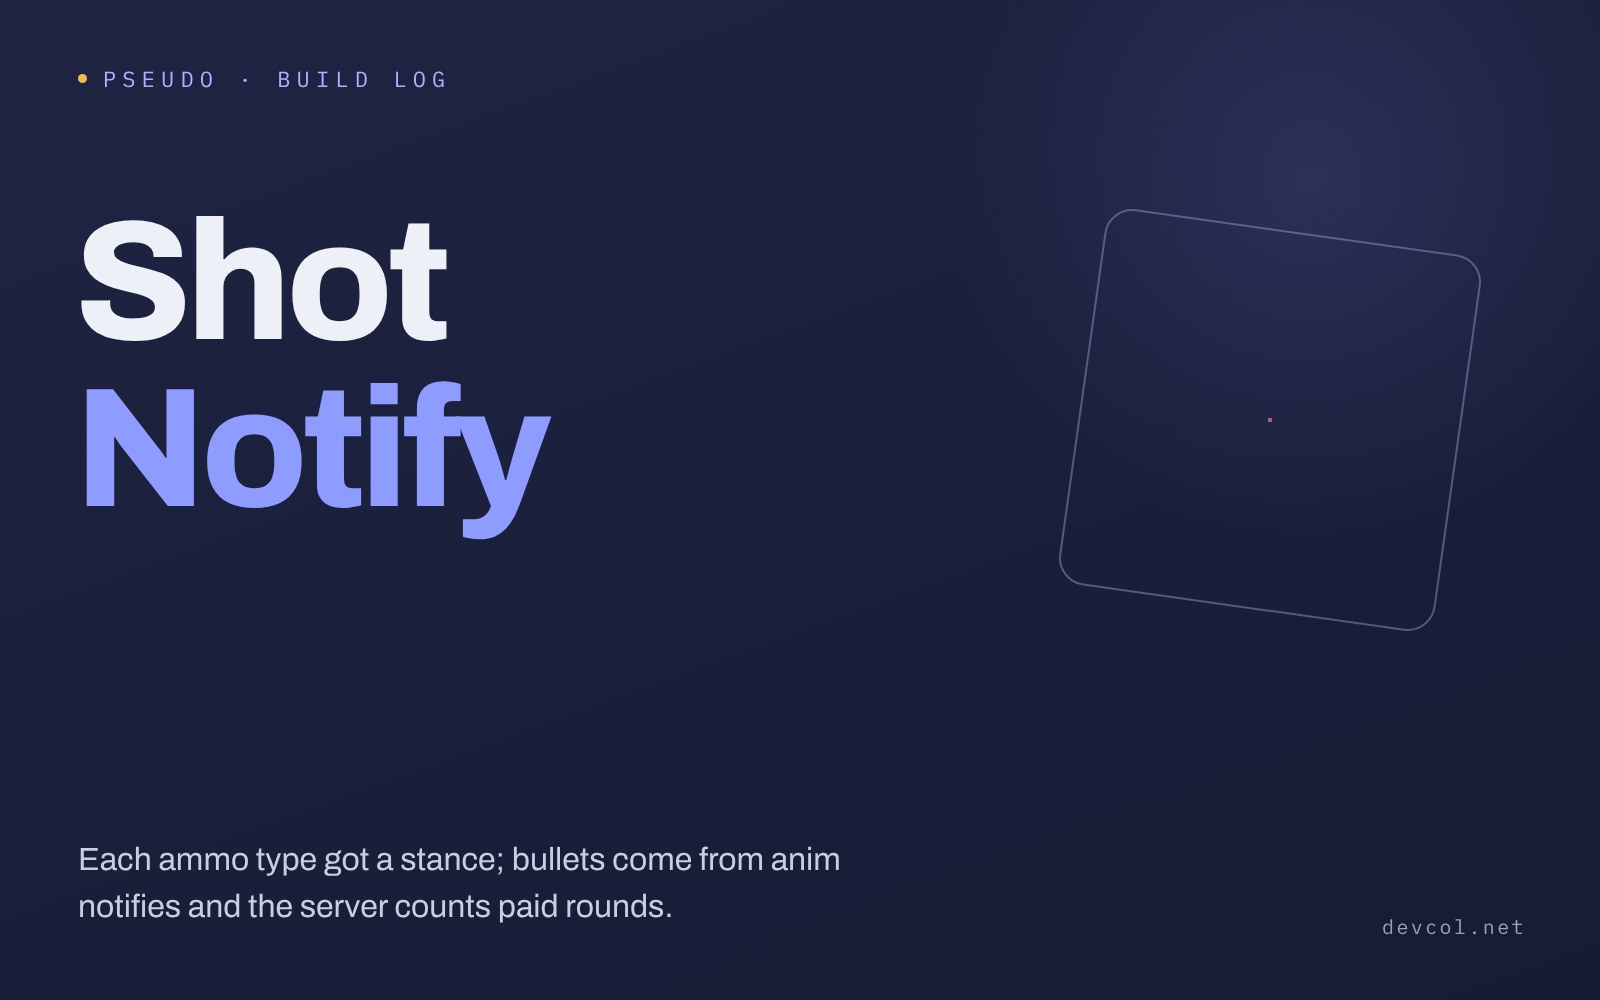 PSEUDO · BUILD LOG
Shot
Notify
Each ammo type got a stance; bullets come from anim
notifies and the server counts paid rounds.
devcol.net